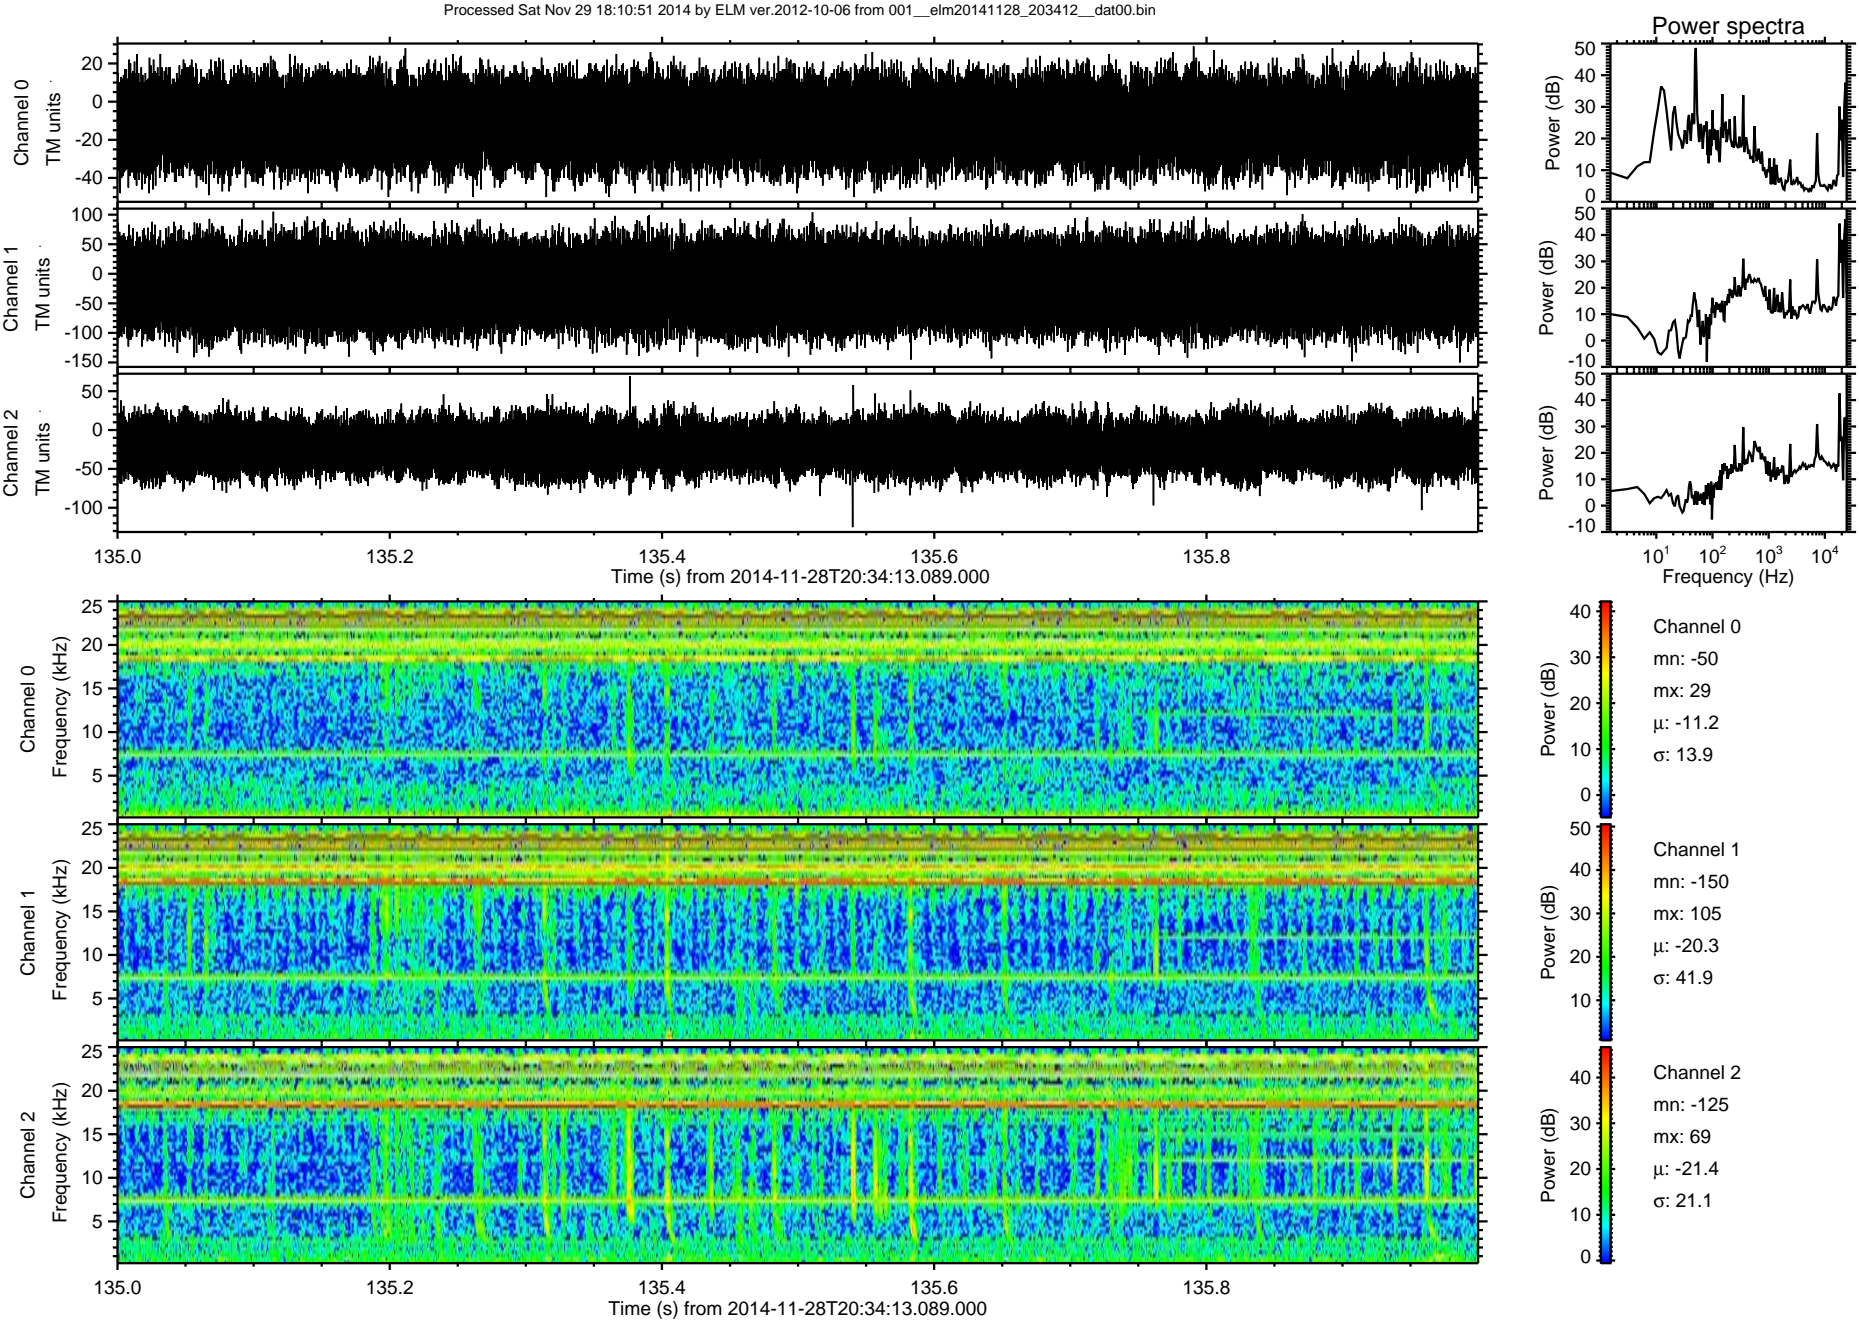 Processed Sat Nov 29 18:10:51 2014 by ELM ver.2012-10-06 from 001__elm20141128_203412__dat00.bin
Power spectra
Channel 0
TM units
20
0
-20
-40
Power (dB)
50
40
30
20
10
0
Channel 1
TM units
100
50
0
-50
-100
-150
Power (dB)
50
40
30
20
10
0
-10
Channel 2
TM units
50
0
-50
-100
Power (dB)
50
40
30
20
10
0
-10
135.0 135.2 135.4 135.6 135.8
Time (s) from 2014-11-28T20:34:13.089.000
10¹ 10² 10³ 10⁴
Frequency (Hz)
Channel 0
Frequency (kHz)
25
20
15
10
5
Power (dB)
40
30
20
10
0
Channel 0
mn: -50
mx: 29
μ: -11.2
σ: 13.9
Channel 1
Frequency (kHz)
25
20
15
10
5
Power (dB)
50
40
30
20
10
Channel 1
mn: -150
mx: 105
μ: -20.3
σ: 41.9
Channel 2
Frequency (kHz)
25
20
15
10
5
Power (dB)
40
30
20
10
0
Channel 2
mn: -125
mx: 69
μ: -21.4
σ: 21.1
135.0 135.2 135.4 135.6 135.8
Time (s) from 2014-11-28T20:34:13.089.000